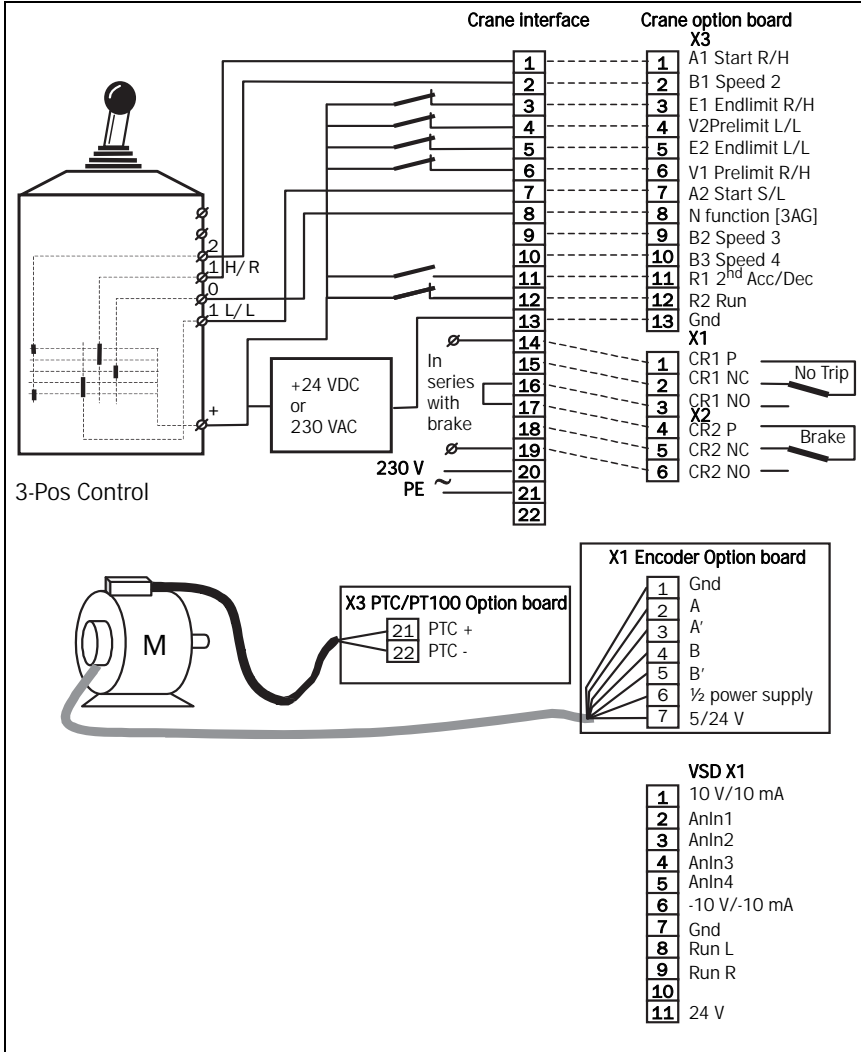 Crane interface
Crane option board
X3
1 1 A1 Start R/H
2 2 B1 Speed 2
3 3 E1 Endlimit R/H
4 4 V2Prelimit L/L
5 5 E2 Endlimit L/L
6 6 V1 Prelimit R/H
7 7 A2 Start S/L
8 8 N function [3AG]
9 9 B2 Speed 3
10 10 B3 Speed 4
11 11 R1 2nd Acc/Dec
12 12 R2 Run
13 13 Gnd
X1
14
15
16
17
18
19
20
21
22
1 CR1 P
2 CR1 NC
3 CR1 NO
No Trip
X2
4 CR2 P
5 CR2 NC
6 CR2 NO
Brake
2
1 H/R
0
1 L/L
+
+24 VDC
or
230 VAC
In
series
with
brake
230 V
PE ~
3-Pos Control
M
X3 PTC/PT100 Option board
21 PTC +
22 PTC -
X1 Encoder Option board
1 Gnd
2 A
3 A'
4 B
5 B'
6 ½ power supply
7 5/24 V
VSD X1
1 10 V/10 mA
2 AnIn1
3 AnIn2
4 AnIn3
5 AnIn4
6 -10 V/-10 mA
7 Gnd
8 Run L
9 Run R
10
11 24 V